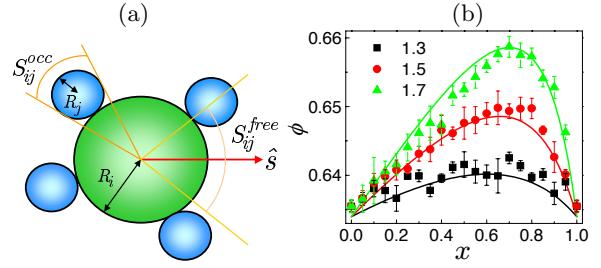 (a)
S_{ij}^{occ}
R_j
R_i
S_{ij}^{free}
ŝ
(b)
0.66
0.65
0.64
ϕ
1.3
1.5
1.7
0.0 0.2 0.4 0.6 0.8 1.0
x